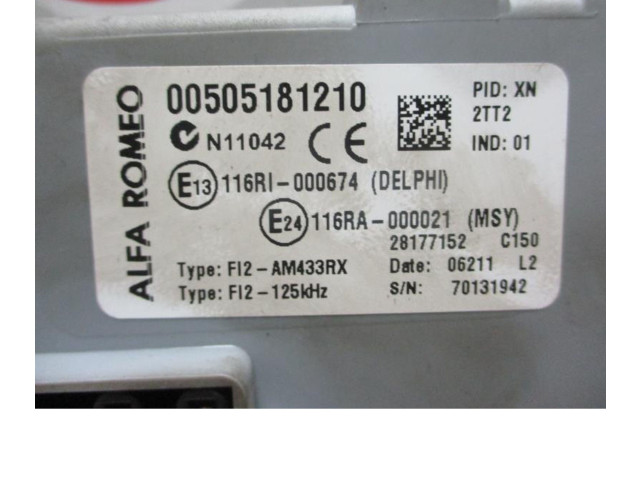 ALFA ROMEO
00505181210
PID: XN
2TT2
N11042 CE
IND: 01
E13 116RI-000674 (DELPHI)
E24 116RA-000021 (MSY)
28177152 C150
Type: FI2-AM433RX Date: 06211 L2
Type: FI2-125kHz S/N: 70131942